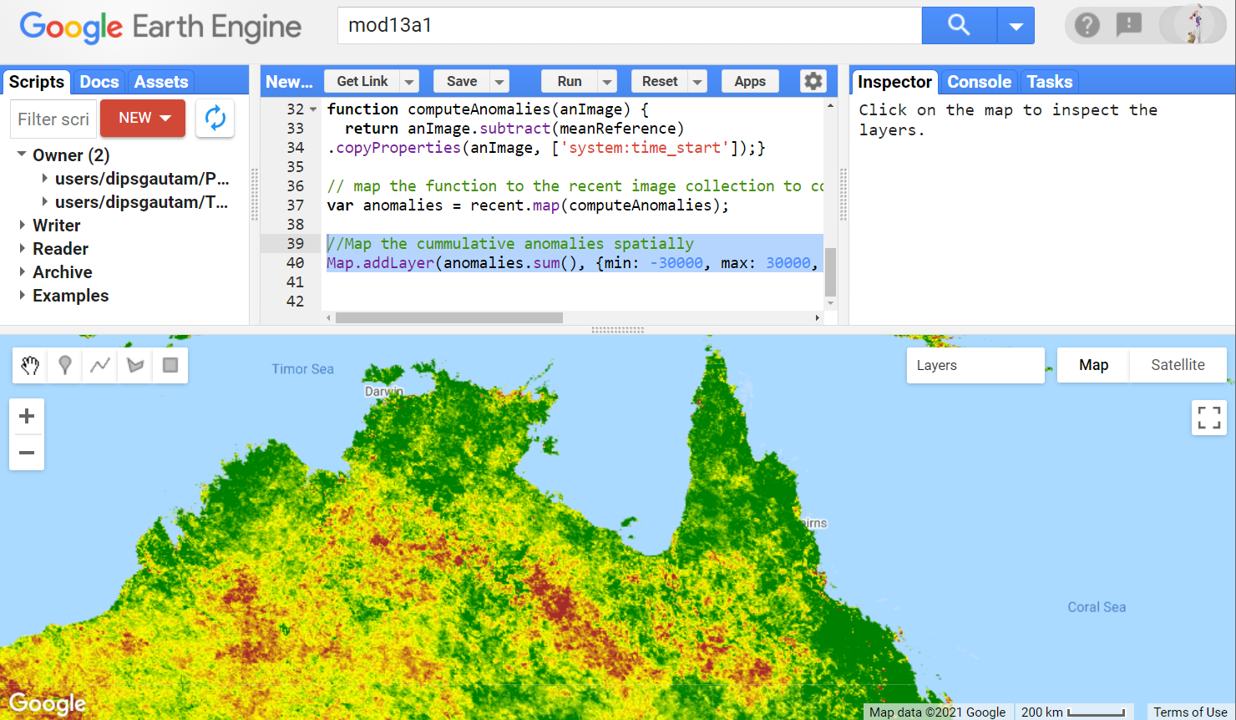 Google Earth Engine
mod13a1
Scripts Docs Assets
Filter scri
NEW
Owner (2)
users/dipsgautam/P...
users/dipsgautam/T...
Writer
Reader
Archive
Examples
New... Get Link Save Run Reset Apps
32 function computeAnomalies(anImage) {
33 return anImage.subtract(meanReference)
34 .copyProperties(anImage, ['system:time_start']);}
35
36 // map the function to the recent image collection to co
37 var anomalies = recent.map(computeAnomalies);
38
39 //Map the cummulative anomalies spatially
40 Map.addLayer(anomalies.sum(), {min: -30000, max: 30000,
41
42
Inspector Console Tasks
Click on the map to inspect the
layers.
Layers
Map Satellite
Timor Sea
Darwin
irns
Coral Sea
Google
Map data ©2021 Google 200 km Terms of Use